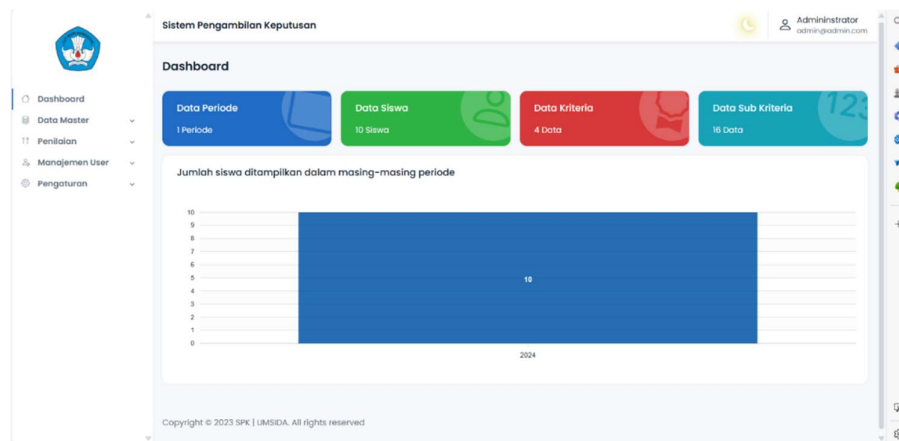 Sistem Pengambilan Keputusan
Admininstrator
admin@admin.com
Dashboard
Data Master
Penilaian
Manajemen User
Pengaturan
Dashboard
Data Periode
1 Periode
Data Siswa
10 Siswa
Data Kriteria
4 Data
Data Sub Kriteria
16 Data
123
Jumlah siswa ditampilkan dalam masing-masing periode
10
9
8
7
6
5
4
3
2
1
0
10
2024
Copyright © 2023 SPK | UMSIDA. All rights reserved